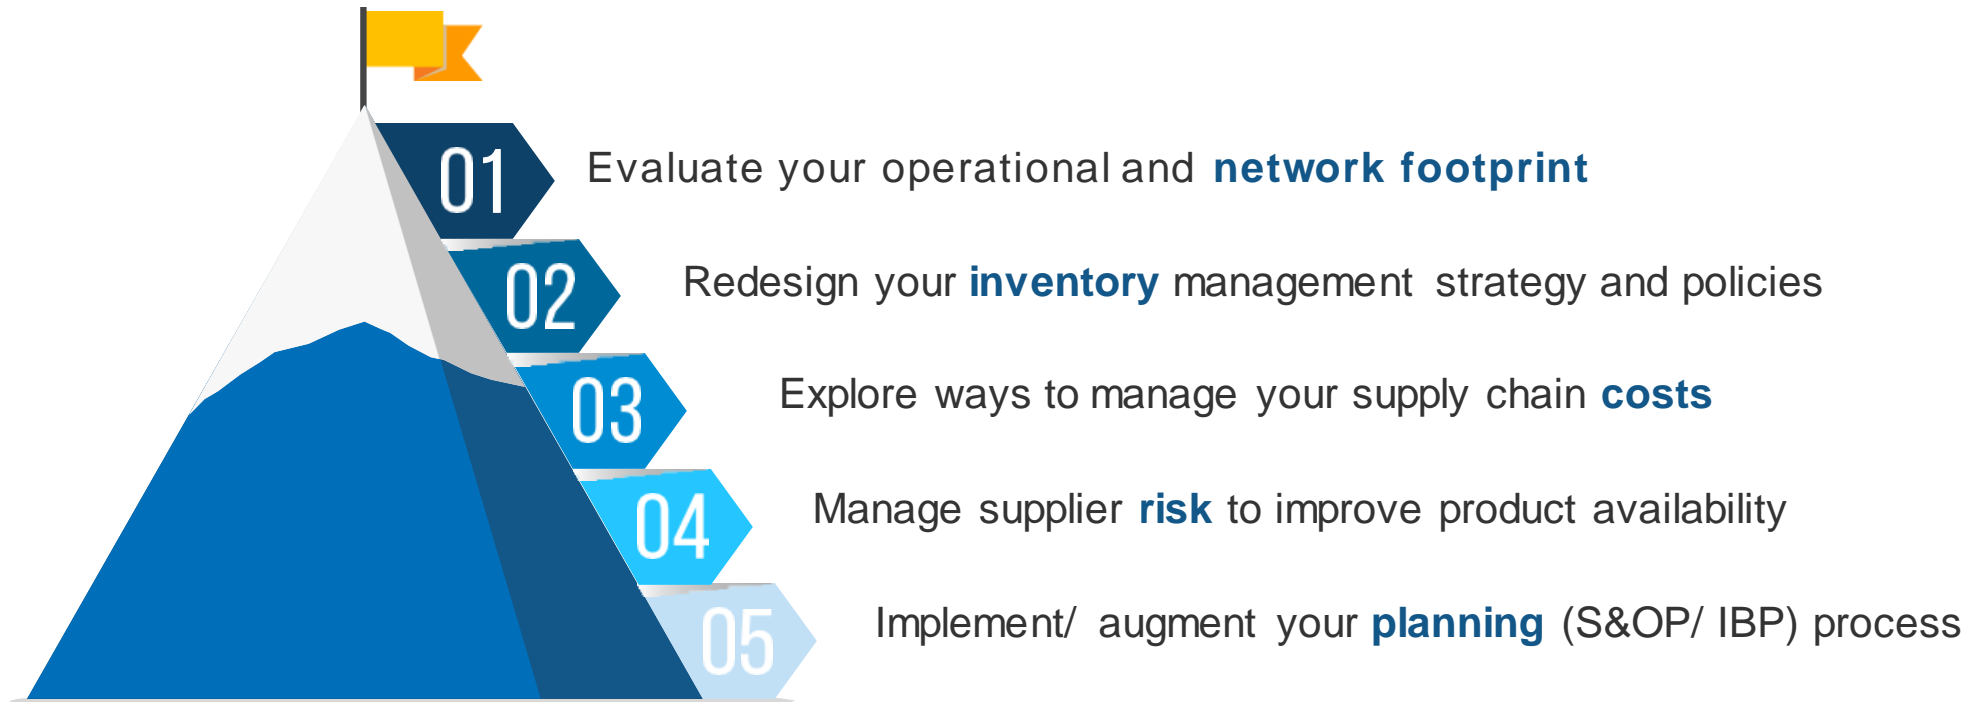 01 Evaluate your operational and network footprint
02 Redesign your inventory management strategy and policies
03 Explore ways to manage your supply chain costs
04 Manage supplier risk to improve product availability
05 Implement/ augment your planning (S&OP/ IBP) process